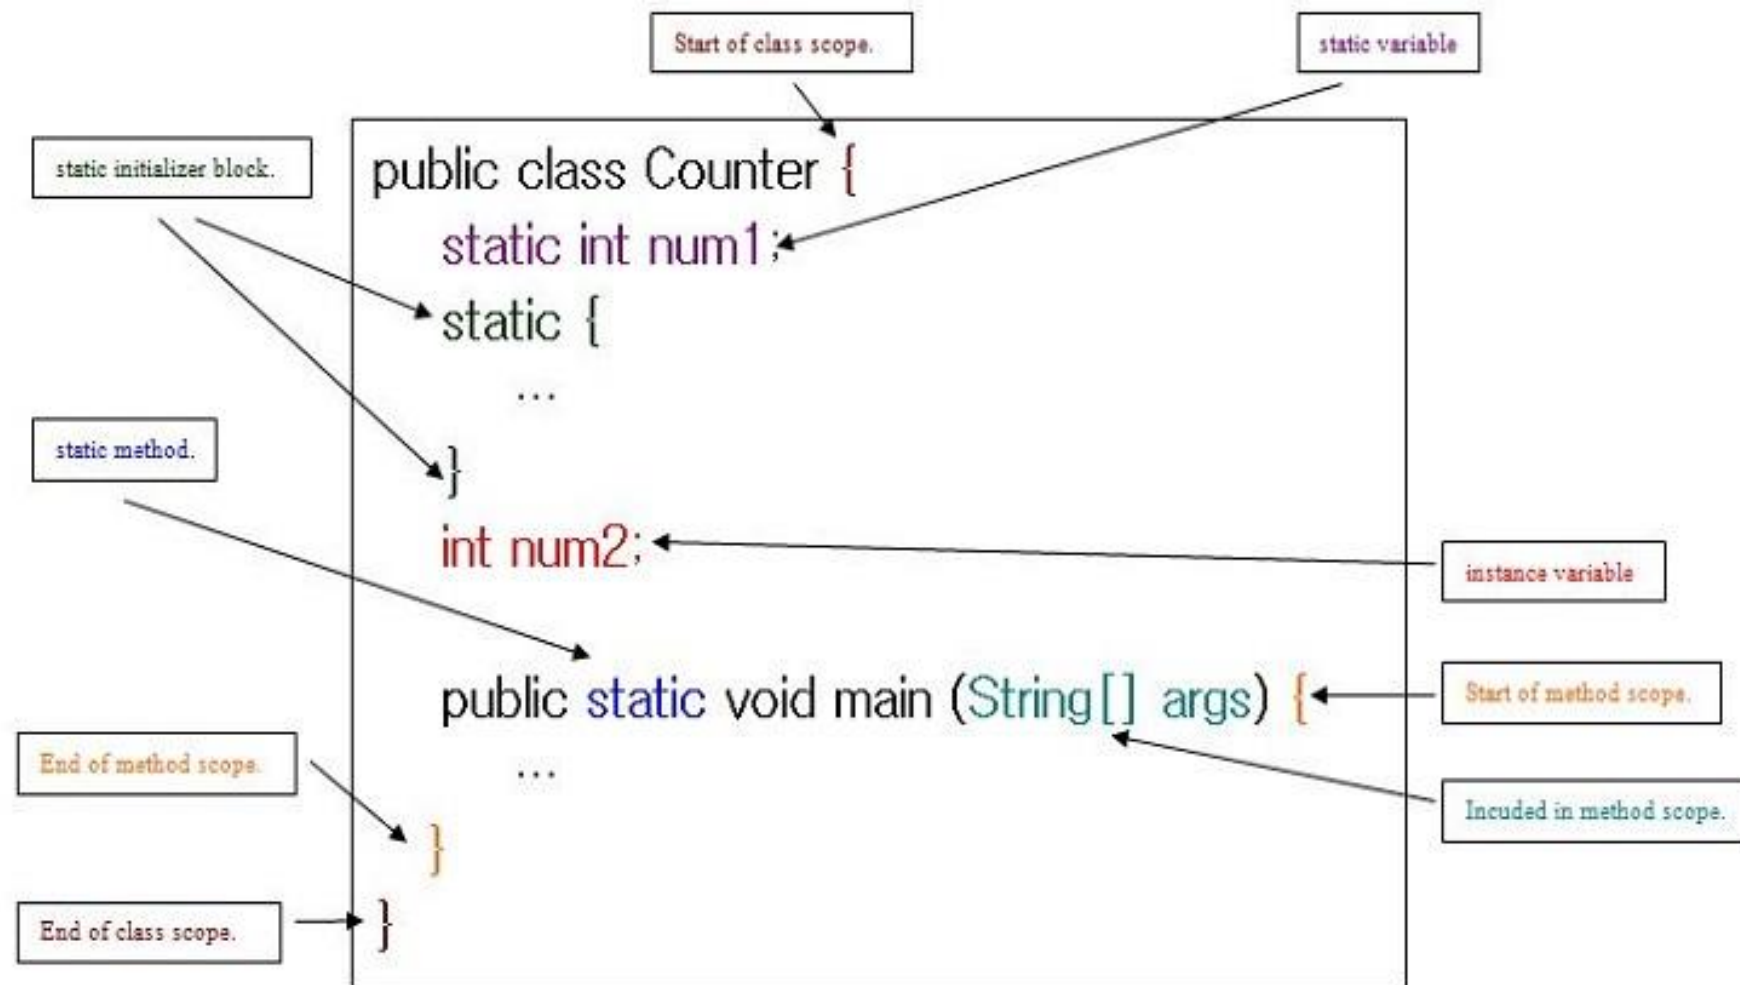 Start of class scope.
static variable
static initializer block.
public class Counter {
static int num1;
static {
...
static method.
}
int num2;
instance variable
public static void main (String[] args) {
Start of method scope.
End of method scope.
...
Incuded in method scope.
}
End of class scope.
}